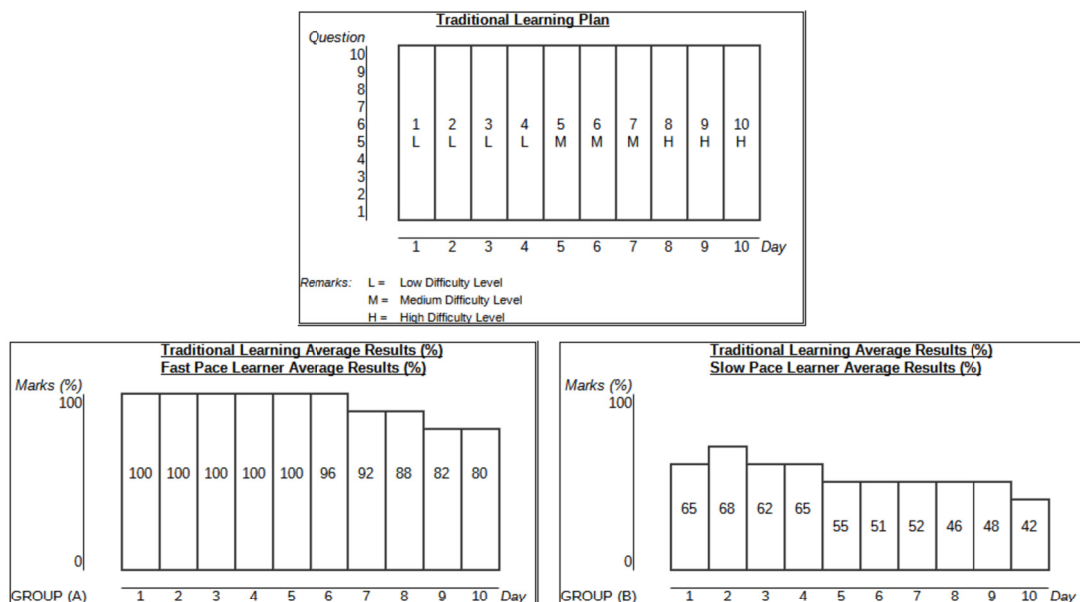 Traditional Learning Plan
Question
10
9
8
7
6
5
4
3
2
1
1 2 3 4 5 6 7 8 9 10
L L L L M M M H H H
1 2 3 4 5 6 7 8 9 10 Day
Remarks: L = Low Difficulty Level
M = Medium Difficulty Level
H = High Difficulty Level
Traditional Learning Average Results (%)
Fast Pace Learner Average Results (%)
Marks (%)
100
100 100 100 100 100 96 92 88 82 80
0
GROUP (A) 1 2 3 4 5 6 7 8 9 10 Day
Traditional Learning Average Results (%)
Slow Pace Learner Average Results (%)
Marks (%)
100
65 68 62 65 55 51 52 46 48 42
0
GROUP (B) 1 2 3 4 5 6 7 8 9 10 Day